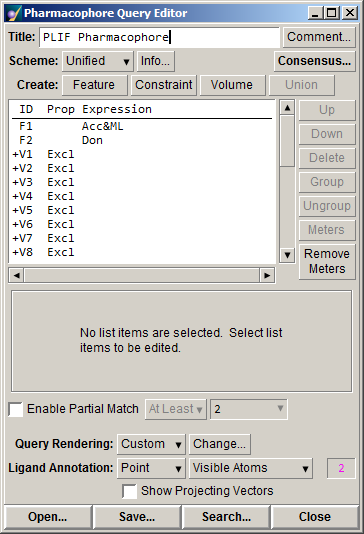 Pharmacophore Query Editor
Title: PLIF Pharmacophore Comment...
Scheme: Unified Info... Consensus...
Create: Feature Constraint Volume Union
ID Prop Expression Up
F1 Acc&ML
F2 Don Down
+V1 Excl
+V2 Excl Delete
+V3 Excl Group
+V4 Excl
+V5 Excl Ungroup
+V6 Excl Meters
+V7 Excl
+V8 Excl Remove
Meters
No list items are selected. Select list
items to be edited.
Enable Partial Match At Least 2
Query Rendering: Custom Change...
Ligand Annotation: Point Visible Atoms 2
Show Projecting Vectors
Open... Save... Search... Close